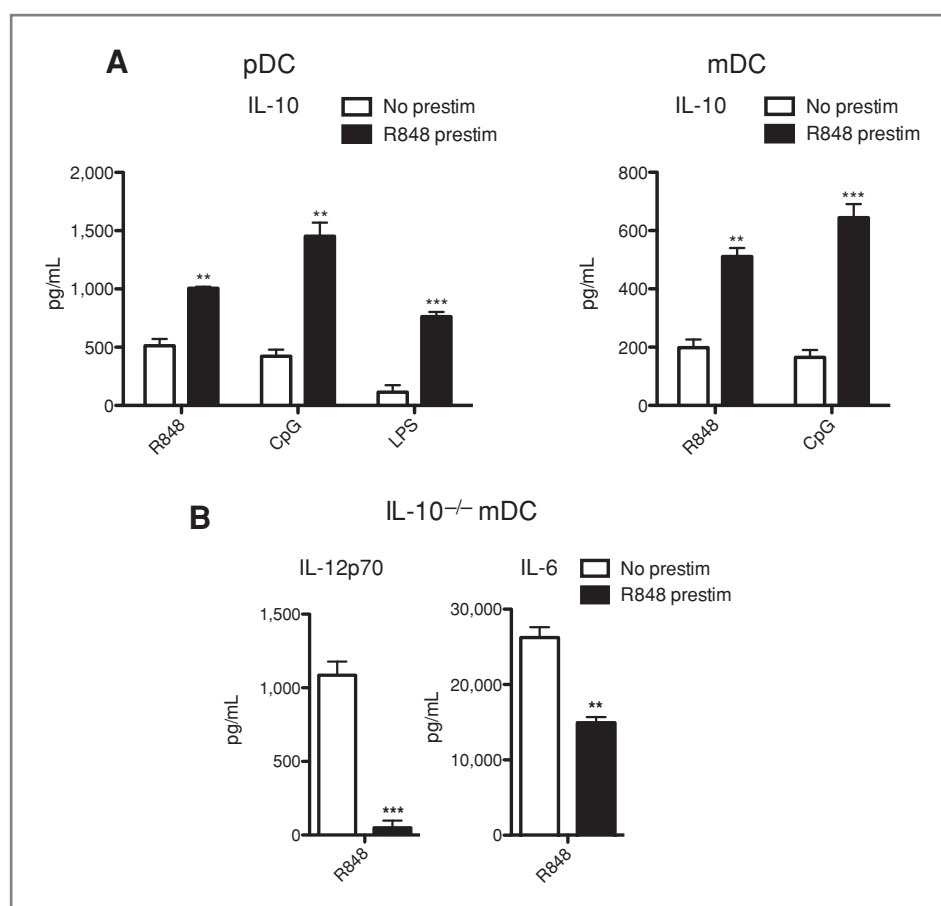 A
pDC
IL-10
No prestim
R848 prestim
2,000
1,500
1,000
500
0
pg/mL
**
**
***
R848
CpG
LPS
mDC
IL-10
No prestim
R848 prestim
800
600
400
200
0
pg/mL
**
***
R848
CpG
B
IL-10–/– mDC
IL-12p70
1,500
1,000
500
0
pg/mL
***
R848
IL-6
No prestim
R848 prestim
30,000
20,000
10,000
0
pg/mL
**
R848